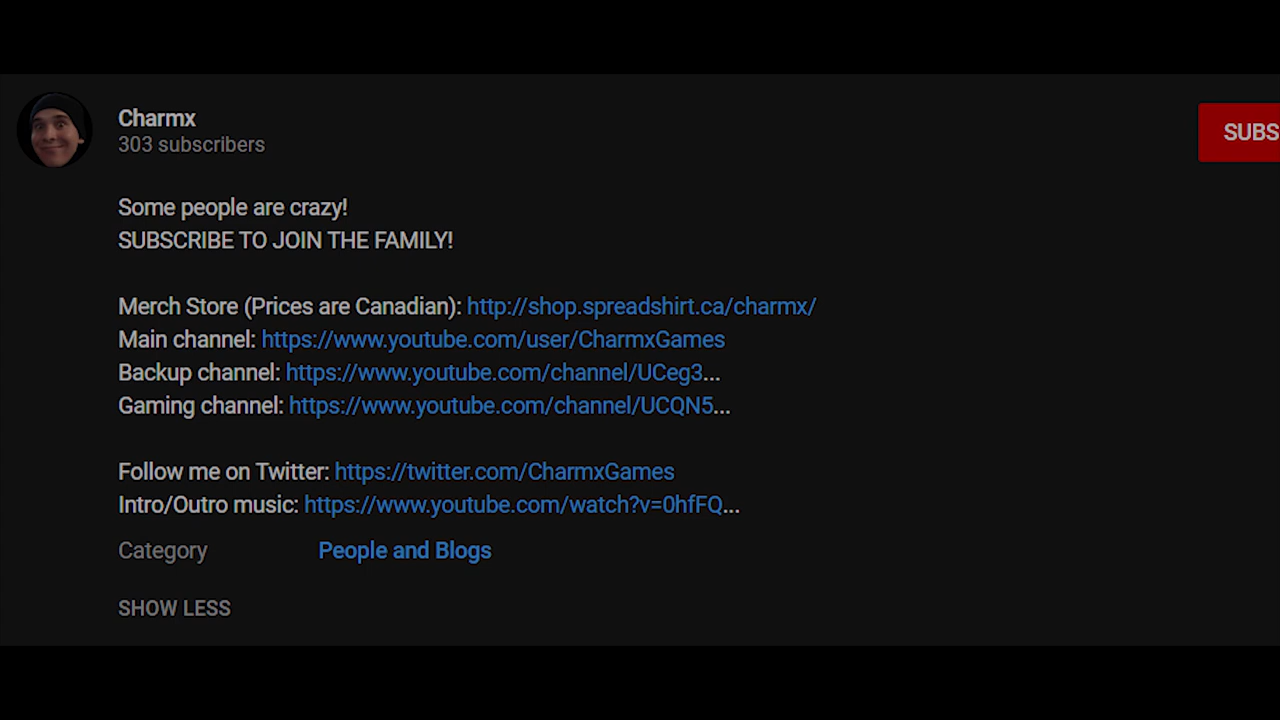 Charmx
303 subscribers
SUBS
Some people are crazy!
SUBSCRIBE TO JOIN THE FAMILY!
Merch Store (Prices are Canadian): http://shop.spreadshirt.ca/charmx/
Main channel: https://www.youtube.com/user/CharmxGames
Backup channel: https://www.youtube.com/channel/UCeg3...
Gaming channel: https://www.youtube.com/channel/UCQN5...
Follow me on Twitter: https://twitter.com/CharmxGames
Intro/Outro music: https://www.youtube.com/watch?v=0hfFQ...
Category People and Blogs
SHOW LESS